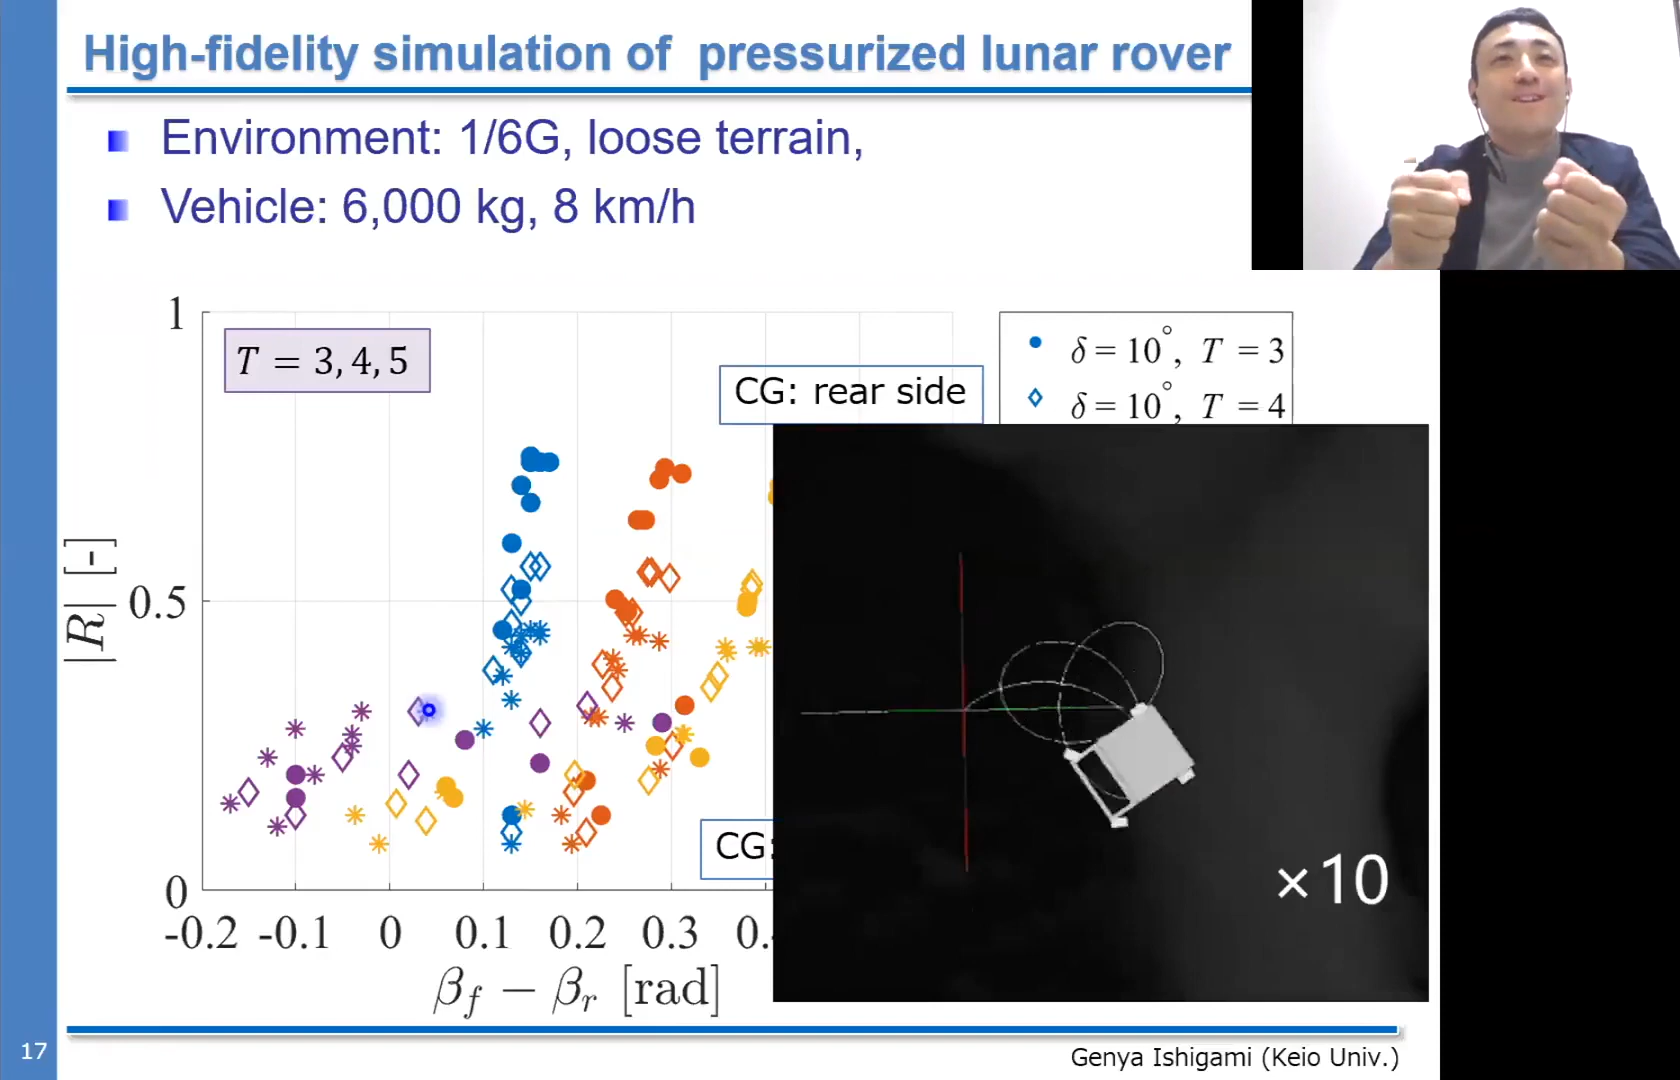 High-fidelity simulation of pressurized lunar rover
Environment: 1/6G, loose terrain,
Vehicle: 6,000 kg, 8 km/h
1
T = 3, 4, 5
δ = 10°, T = 3
CG: rear side
δ = 10°, T = 4
|R| [-]
0.5
CG:
×10
0
-0.2 -0.1 0 0.1 0.2 0.3 0.
β_f − β_r [rad]
17
Genya Ishigami (Keio Univ.)